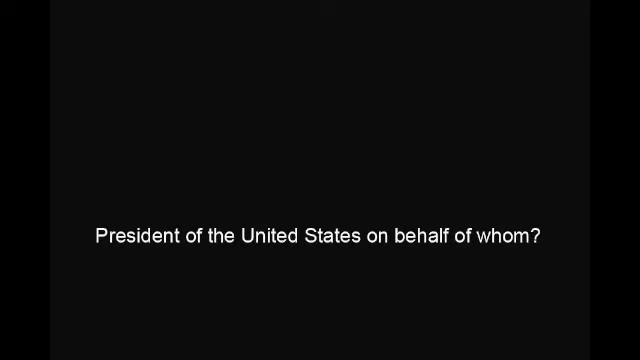 President of the United States on behalf of whom?